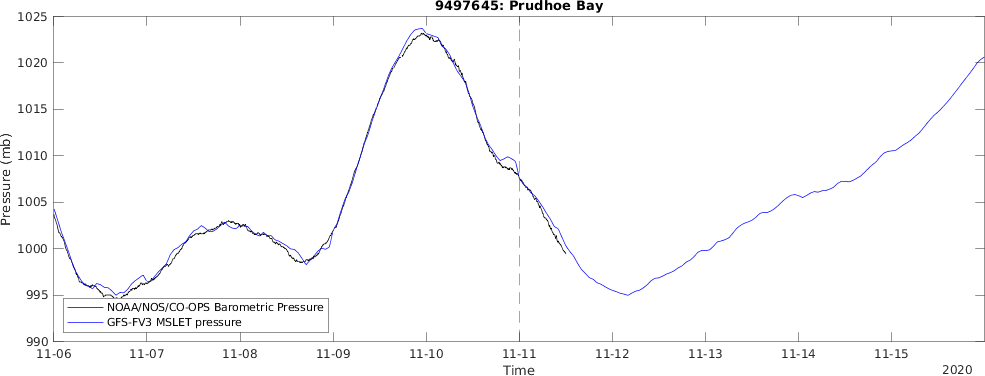 9497645: Prudhoe Bay
Pressure (mb)
1025
1020
1015
1010
1005
1000
995
990
NOAA/NOS/CO-OPS Barometric Pressure
GFS-FV3 MSLET pressure
11-06 11-07 11-08 11-09 11-10 11-11 11-12 11-13 11-14 11-15
Time
2020